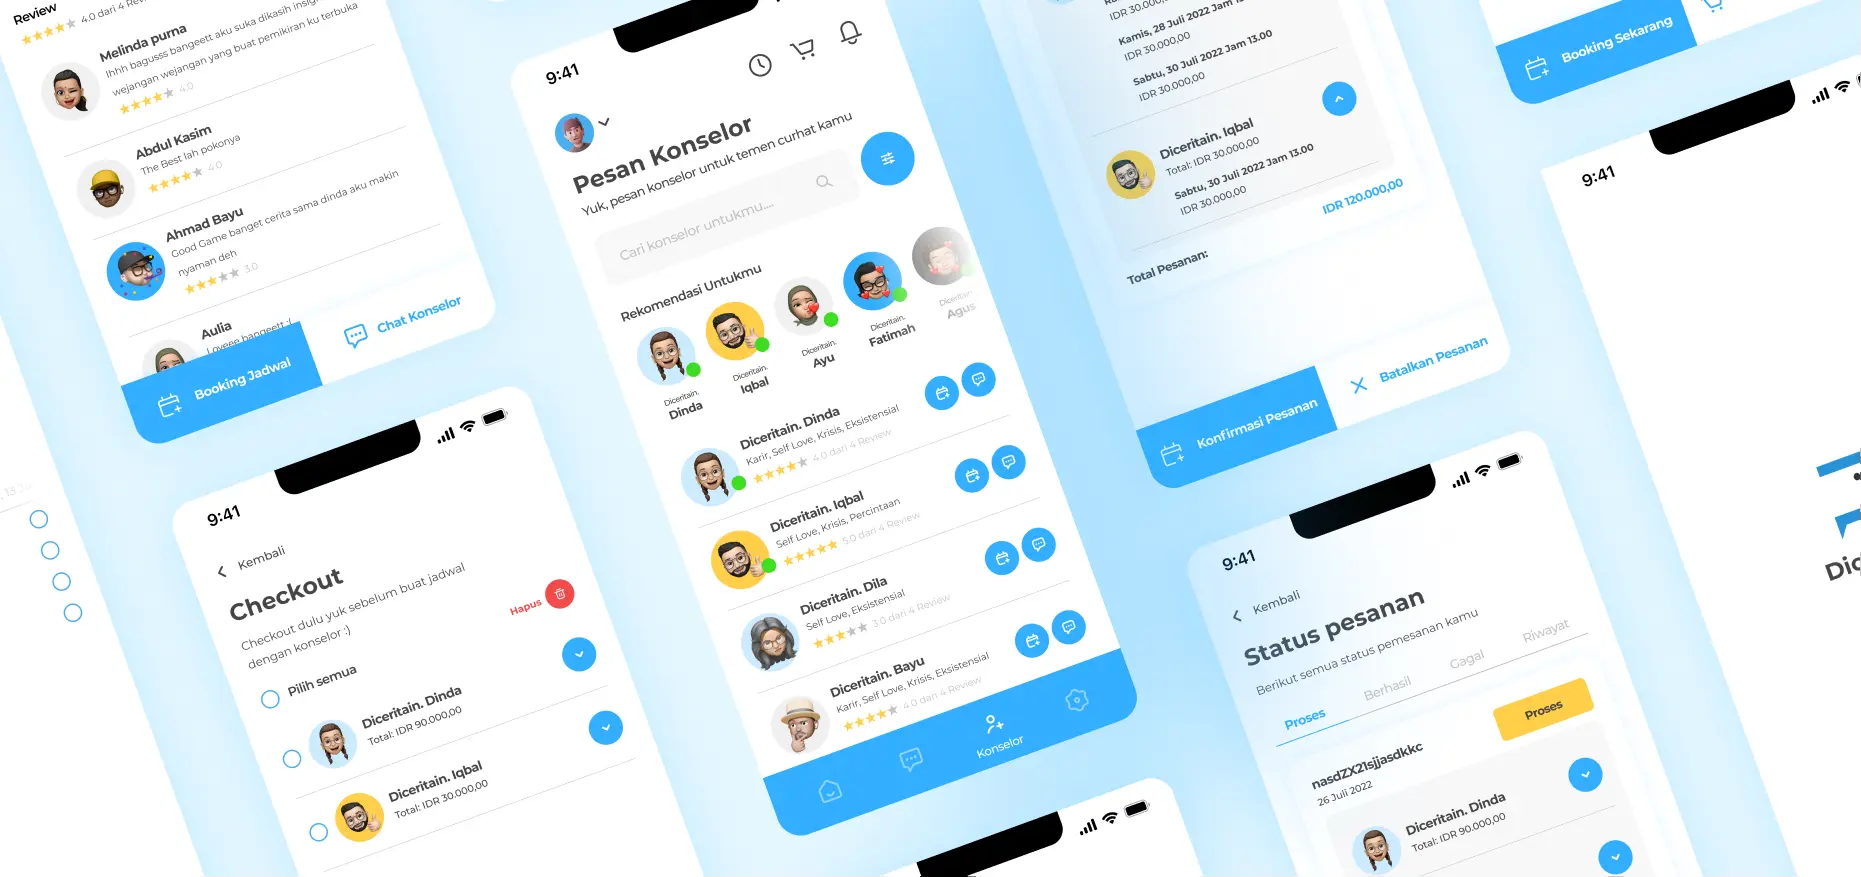 Review
4.0 dari 4 Review
Melinda purna
Ihhh bagusss bangeett aku suka dikasih insig
wejangan wejangan yang buat pemikiran ku terbuka
4.0
Abdul Kasim
The Best lah pokonya
4.0
Ahmad Bayu
Good Game banget cerita sama dinda aku makin
nyaman deh
3.0
Aulia
Loveee bangeett :(
Booking Jadwal
Chat Konselor
, 13 Ju
9:41
Kembali
Checkout
Checkout dulu yuk sebelum buat jadwal
dengan konselor :)
Hapus
Pilih semua
Diceritain. Dinda
Total: IDR 90.000,00
Diceritain. Iqbal
Total: IDR 30.000,00
9:41
Pesan Konselor
Yuk, pesan konselor untuk temen curhat kamu
Cari konselor untukmu....
Rekomendasi Untukmu
Diceritain.
Dinda
Diceritain.
Iqbal
Diceritain.
Ayu
Diceritain.
Fatimah
Diceritain.
Agus
Diceritain. Dinda
Karir, Self Love, Krisis, Eksistensial
4.0 dari 4 Review
Diceritain. Iqbal
Self Love, Krisis, Percintaan
5.0 dari 4 Review
Diceritain. Dila
Self Love, Eksistensial
3.0 dari 4 Review
Diceritain. Bayu
Karir, Self Love, Krisis, Eksistensial
4.0 dari 4 Review
Konselor
IDR 30.000,00
Kamis, 28 Juli 2022 Jam 1
IDR 30.000,00
Sabtu, 30 Juli 2022 Jam 13.00
IDR 30.000,00
Diceritain. Iqbal
Total: IDR 30.000,00
Sabtu, 30 Juli 2022 Jam 13.00
IDR 30.000,00
IDR 120.000,00
Total Pesanan:
Konfirmasi Pesanan
Batalkan Pesanan
9:41
Kembali
Status pesanan
Berikut semua status pemesanan kamu
Proses
Berhasil
Gagal
Riwayat
Proses
nasdZX21sjjasdkkc
26 Juli 2022
Diceritain. Dinda
Total: IDR 90.000,00
Booking Sekarang
9:41
Dic